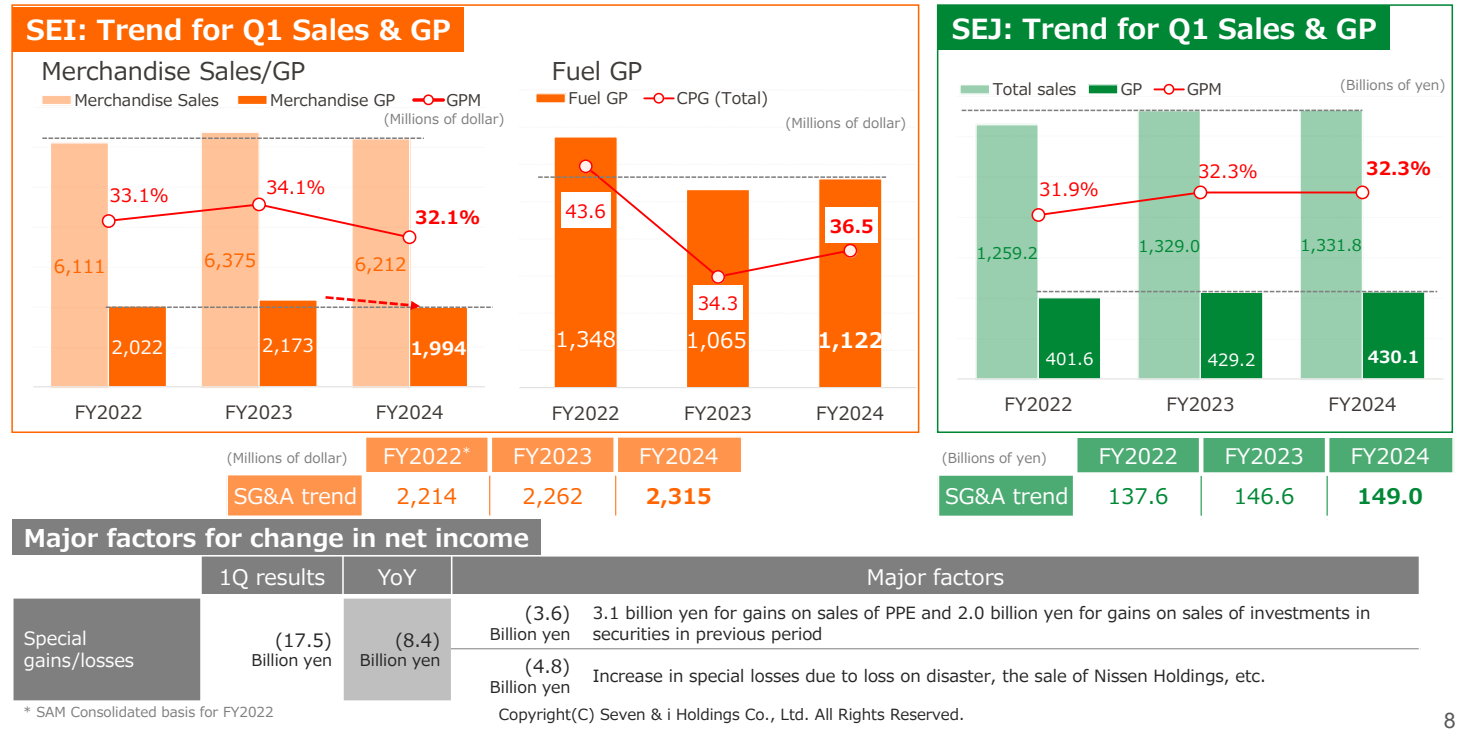 SEI: Trend for Q1 Sales & GP
Merchandise Sales/GP
Merchandise Sales
Merchandise GP
GPM
(Millions of dollar)
33.1%
34.1%
32.1%
6,111
6,375
6,212
2,022
2,173
1,994
FY2022
FY2023
FY2024
Fuel GP
Fuel GP
CPG (Total)
(Millions of dollar)
43.6
34.3
36.5
1,348
1,065
1,122
FY2022
FY2023
FY2024
SEJ: Trend for Q1 Sales & GP
Total sales
GP
GPM
(Billions of yen)
31.9%
32.3%
32.3%
1,259.2
1,329.0
1,331.8
401.6
429.2
430.1
FY2022
FY2023
FY2024
(Millions of dollar) FY2022* FY2023 FY2024
SG&A trend 2,214 2,262 2,315
(Billions of yen) FY2022 FY2023 FY2024
SG&A trend 137.6 146.6 149.0
Major factors for change in net income
1Q results YoY Major factors
Special
gains/losses
(17.5)
Billion yen
(8.4)
Billion yen
(3.6)
Billion yen
3.1 billion yen for gains on sales of PPE and 2.0 billion yen for gains on sales of investments in
securities in previous period
(4.8)
Billion yen
Increase in special losses due to loss on disaster, the sale of Nissen Holdings, etc.
* SAM Consolidated basis for FY2022
Copyright(C) Seven & i Holdings Co., Ltd. All Rights Reserved.
8